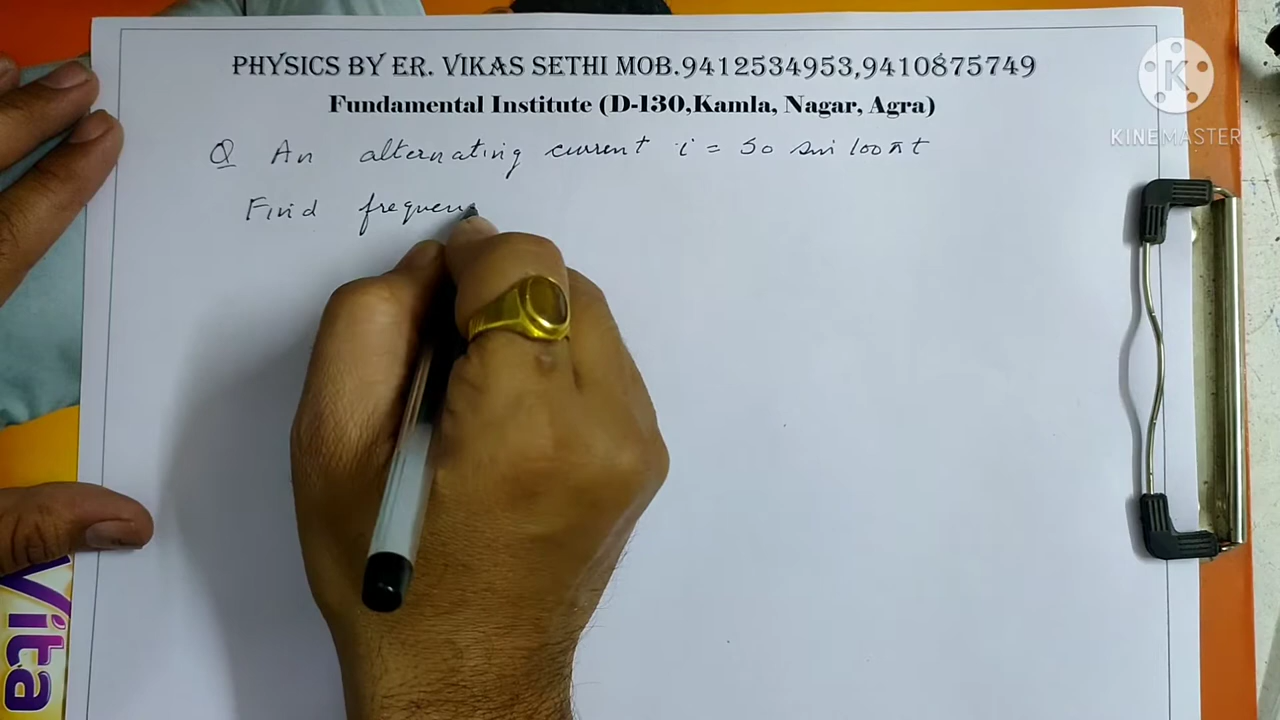 PHYSICS BY ER. VIKAS SETHI MOB.9412534953,9410875749
Fundamental Institute (D-130,Kamla, Nagar, Agra)
Q An alternating current i = 50 sin 100πt
Find frequen
KINEMASTER
K
Vita